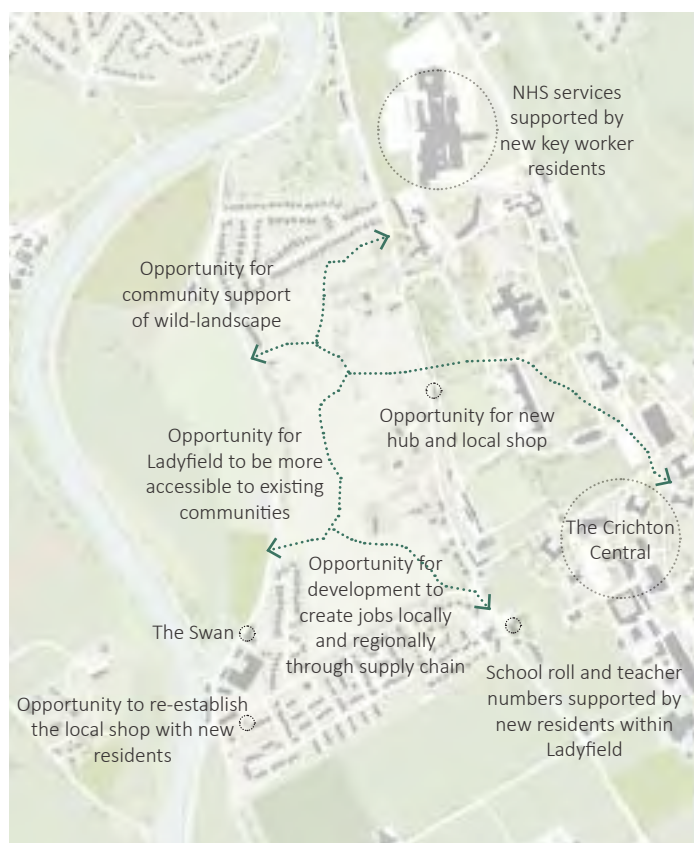 NHS services
supported by
new key worker
residents
Opportunity for
community support
of wild-landscape
Opportunity for new
hub and local shop
Opportunity for
Ladyfield to be more
accessible to existing
communities
The Crichton
Central
Opportunity for
development to
create jobs locally
and regionally
through supply chain
The Swan
School roll and teacher
numbers supported by
new residents within
Ladyfield
Opportunity to re-establish
the local shop with new
residents